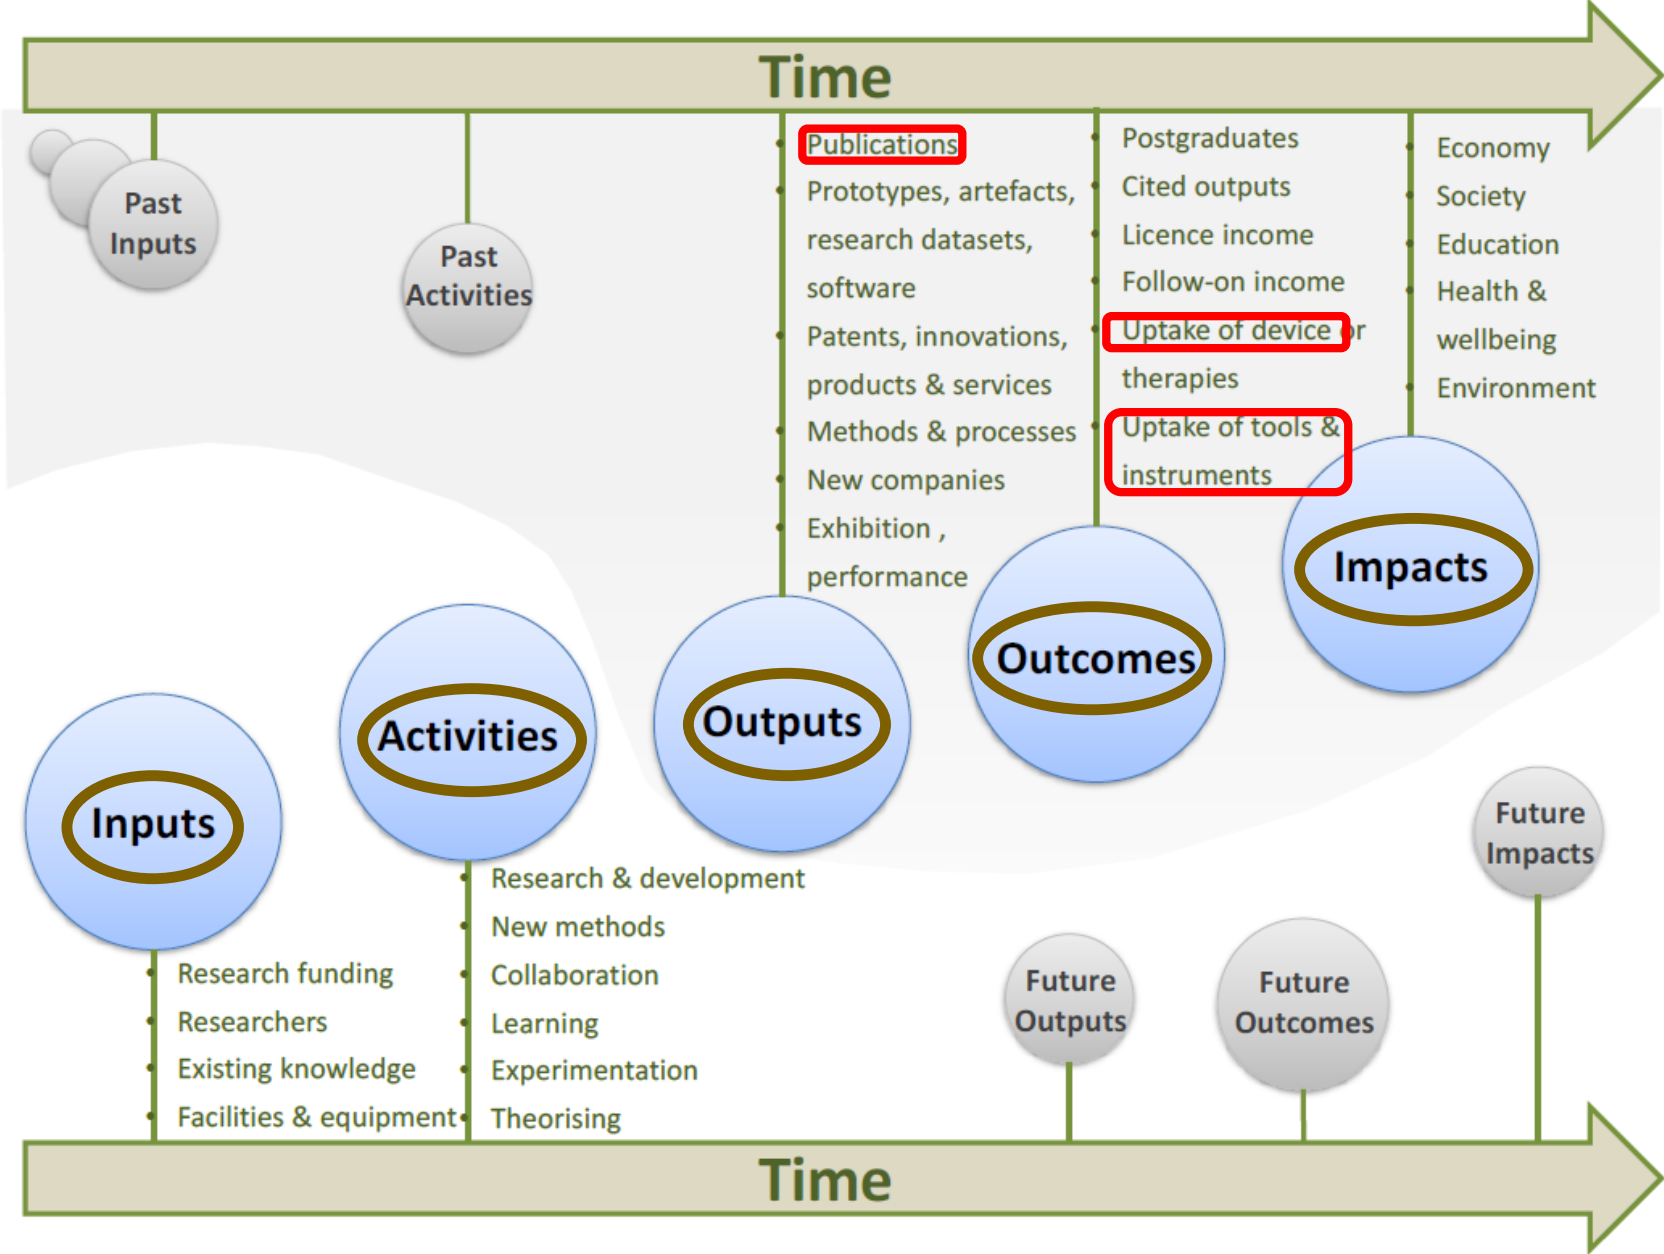 Time
Past
Inputs
Past
Activities
• Publications
• Prototypes, artefacts,
research datasets,
software
• Patents, innovations,
products & services
• Methods & processes
• New companies
• Exhibition ,
performance
• Postgraduates
• Cited outputs
• Licence income
• Follow-on income
• Uptake of device or
therapies
• Uptake of tools &
instruments
• Economy
• Society
• Education
• Health &
wellbeing
• Environment
Inputs
Activities
Outputs
Outcomes
Impacts
• Research funding
• Researchers
• Existing knowledge
• Facilities & equipment
• Research & development
• New methods
• Collaboration
• Learning
• Experimentation
• Theorising
Future
Outputs
Future
Outcomes
Future
Impacts
Time